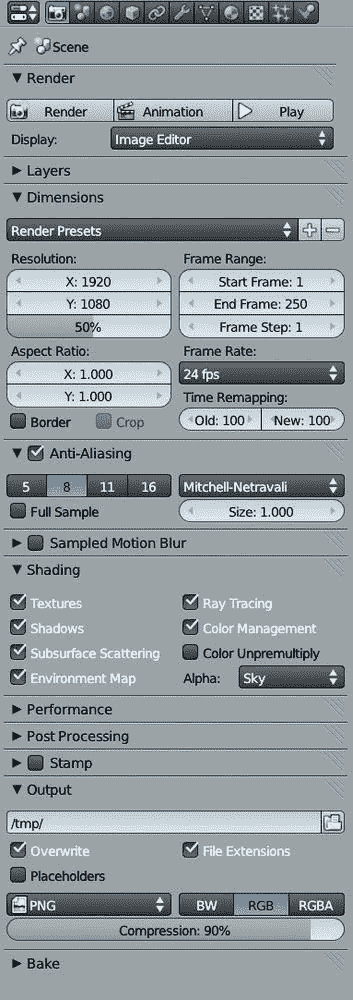 Scene
Render
Render Animation Play
Display: Image Editor
Layers
Dimensions
Render Presets
Resolution: Frame Range:
X: 1920 Start Frame: 1
Y: 1080 End Frame: 250
50% Frame Step: 1
Aspect Ratio: Frame Rate:
X: 1.000 24 fps
Y: 1.000 Time Remapping:
Border Crop Old: 100 New: 100
Anti-Aliasing
5 8 11 16 Mitchell-Netravali
Full Sample Size: 1.000
Sampled Motion Blur
Shading
Textures Ray Tracing
Shadows Color Management
Subsurface Scattering Color Unpremultiply
Environment Map Alpha: Sky
Performance
Post Processing
Stamp
Output
/tmp/
Overwrite File Extensions
Placeholders
PNG BW RGB RGBA
Compression: 90%
Bake